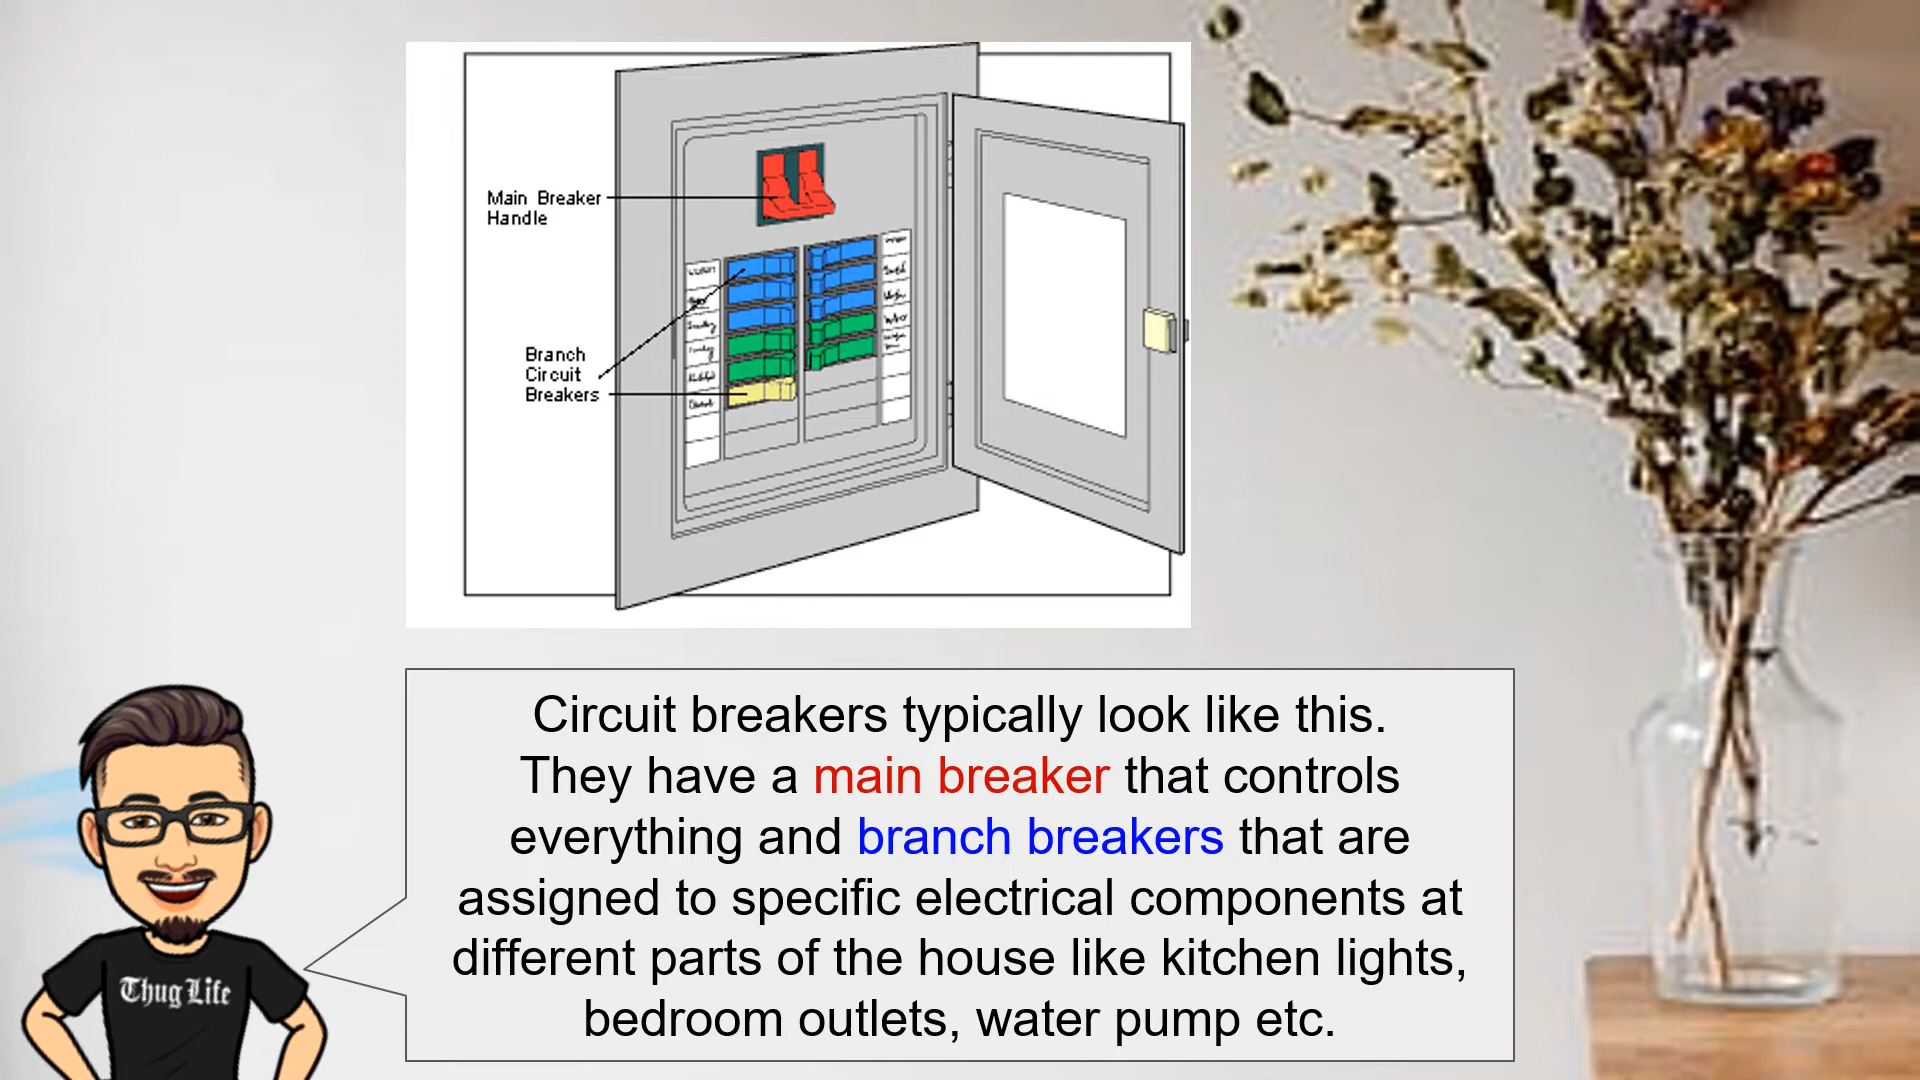 Main Breaker
Handle
Branch
Circuit
Breakers
Circuit breakers typically look like this.
They have a main breaker that controls
everything and branch breakers that are
assigned to specific electrical components at
different parts of the house like kitchen lights,
bedroom outlets, water pump etc.
Thug Life